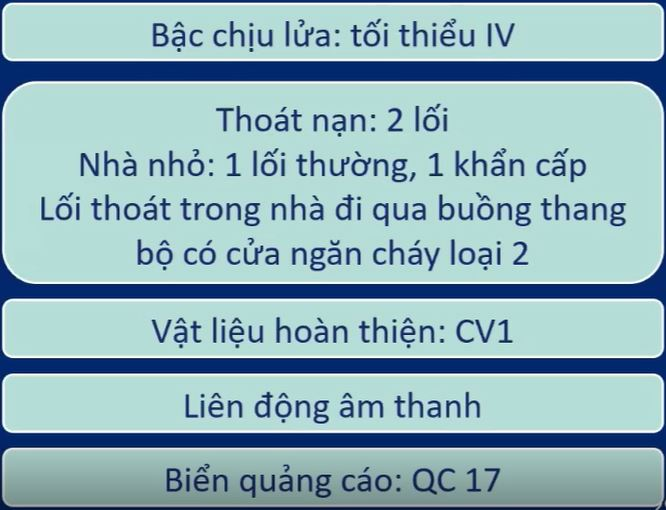 Bậc chịu lửa: tối thiểu IV
Thoát nạn: 2 lối
Nhà nhỏ: 1 lối thường, 1 khẩn cấp
Lối thoát trong nhà đi qua buồng thang
bộ có cửa ngăn cháy loại 2
Vật liệu hoàn thiện: CV1
Liên động âm thanh
Biển quảng cáo: QC 17